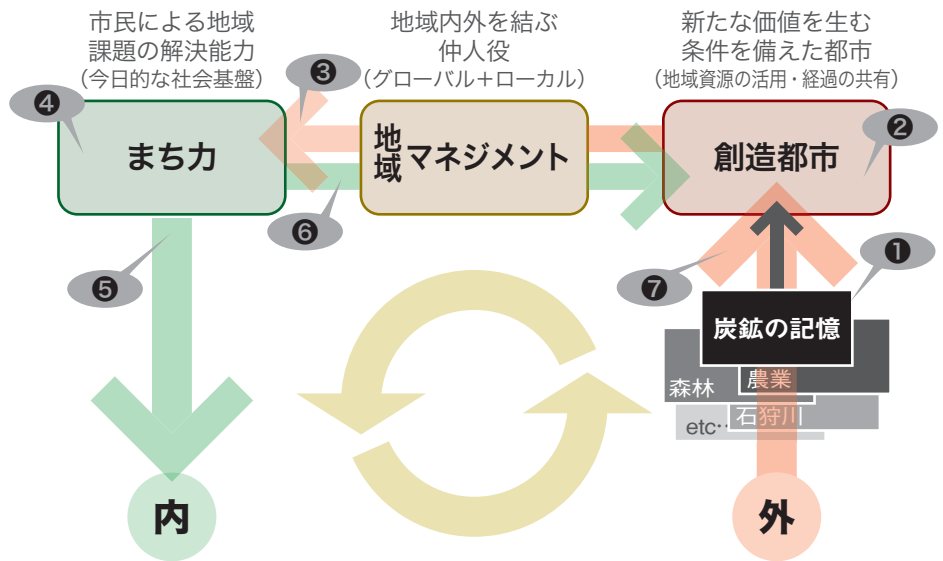 市民による地域
課題の解決能力
（今日的な社会基盤）
地域内外を結ぶ
仲人役
（グローバル＋ローカル）
新たな価値を生む
条件を備えた都市
（地域資源の活用・経過の共有）
❸
❹
まち力
地域マネジメント
創造都市
❷
❻
❺
❼
❶
炭鉱の記憶
森林
農業
石狩川
etc‥
内
外